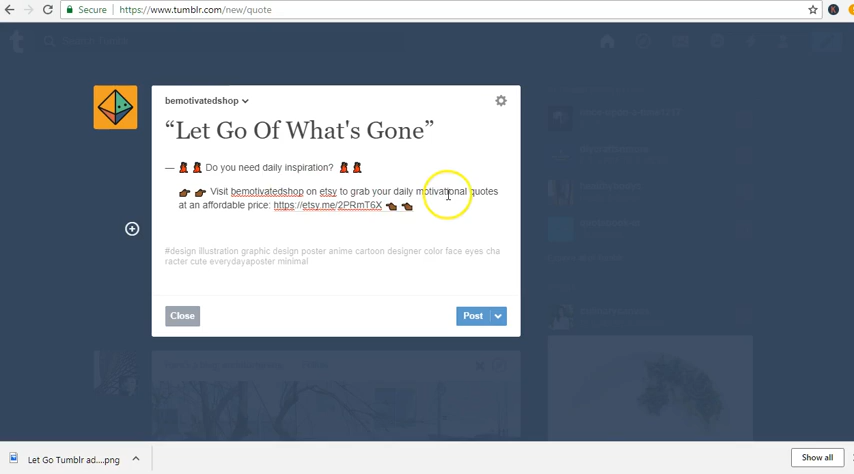 Secure https://www.tumblr.com/new/quote
bemotivatedshop
“Let Go Of What's Gone”
— Do you need daily inspiration?
Visit bemotivatedshop on etsy to grab your daily motivational quotes
at an affordable price: https://etsy.me/2PRmT6X
#design illustration graphic design poster anime cartoon designer color face eyes cha
racter cute everydayaposter minimal
Close
Post
Let Go Tumblr ad....png
Show all